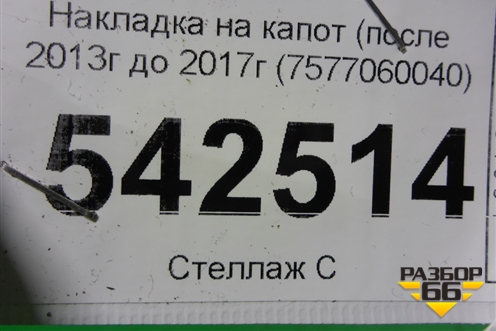 Накладка на капот (после
2013г до 2017г (7577060040)
542514
Стеллаж С
РАЗБОР
66